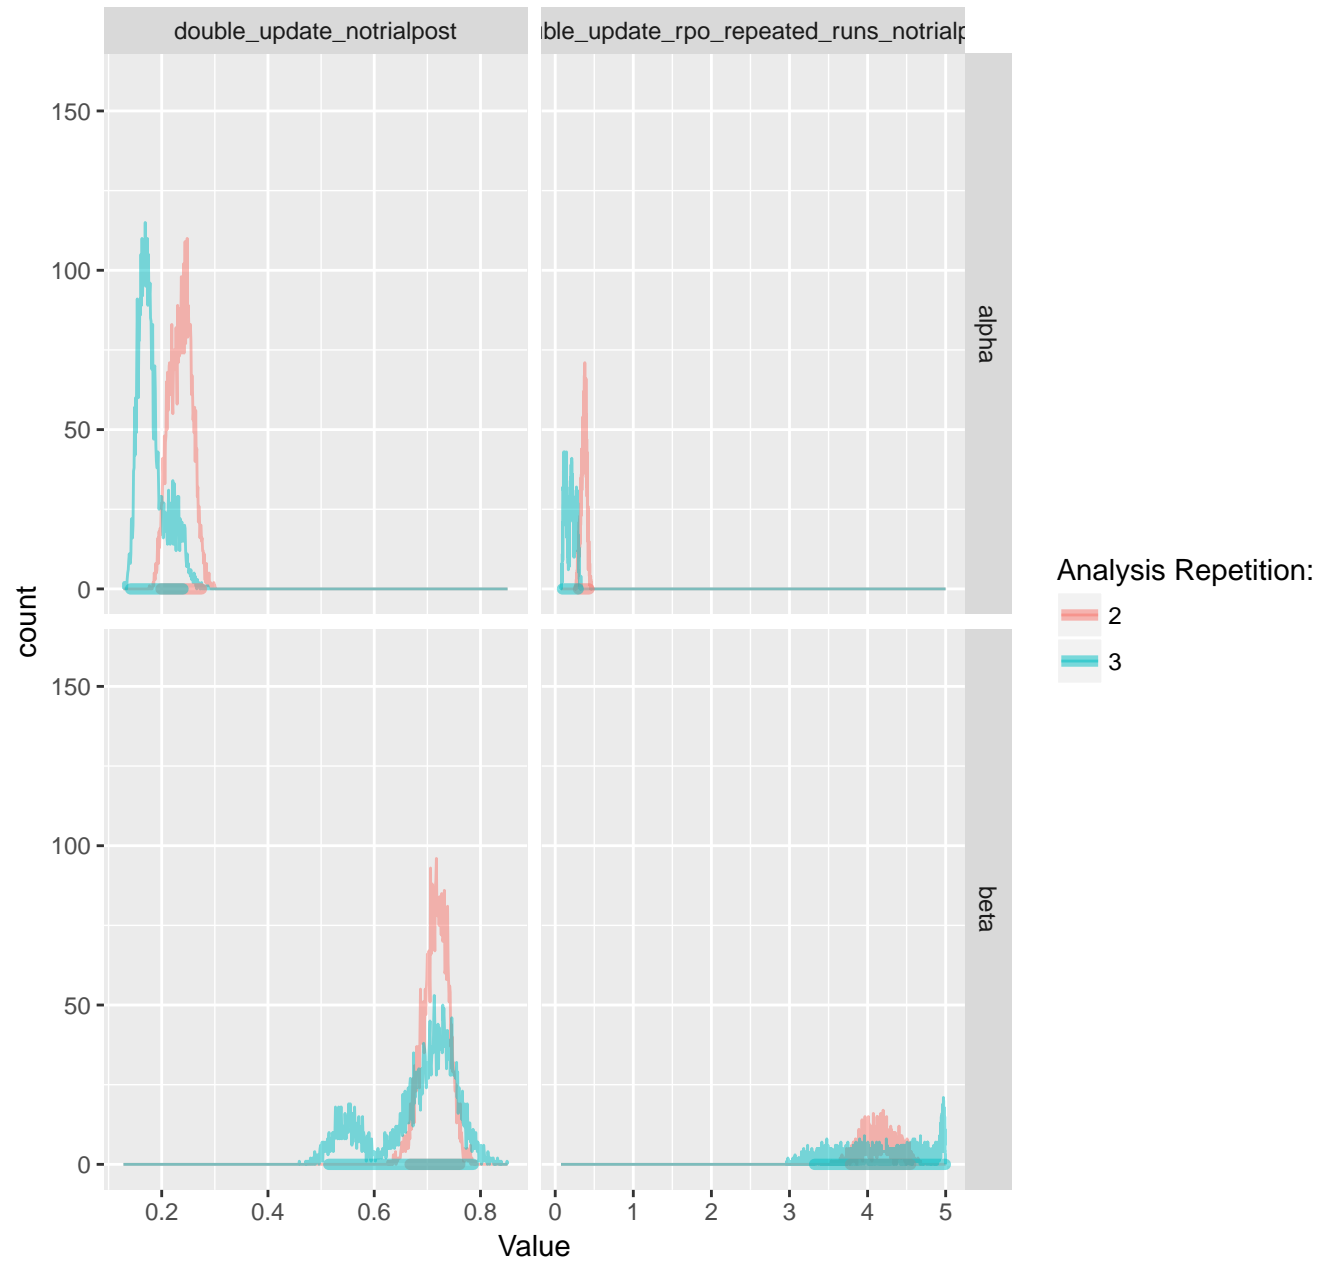 double_update_notrialpost
ble_update_rpo_repeated_runs_notrialp
150
100
50
0
alpha
150
100
50
0
beta
0.2 0.4 0.6 0.8
0 1 2 3 4 5
Value
count
Analysis Repetition:
2
3